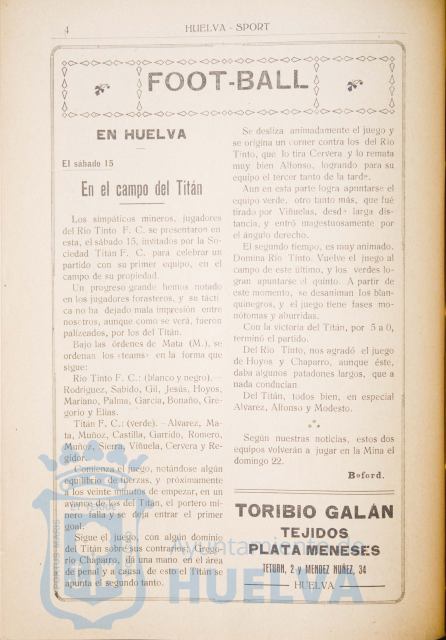 4
HUELVA - SPORT
FOOT-BALL
EN HUELVA
El sábado 15
En el campo del Titán
Los simpáticos mineros, jugadores
del Río Tinto F. C. se presentaron en
esta, el sábado 15, invitados por la So-
ciedad Titán F. C. para celebrar un
partido con su primer equipo, en el
campo de su propiedad.
Un progreso grande hemos notado
en los jugadores forasteros, y su tácti
ca no ha dejado mala impresión entre
nosotros, aunque como se verá, fueron
palizeados, por los del Titán.
Bajo las órdenes de Mata (M.), se
ordenan los «teams» en la forma que
sigue:
Río Tinto F. C.: (blanco y negro).—
Rodríguez, Sabido, Gil, Jesús, Hoyos,
Mariano, Palma, García, Bonaño, Gre-
gorio y Elías.
Titán F. C.: (verde). —Alvarez, Ma-
ta, Muñoz, Castilla, Garrido, Romero,
Muñoz, Sierra, Viñuela, Cervera y Re-
gidor.
Comienza el juego, notándose algún
equilibrio de fuerzas, y próximamente
a los veinte minutos de empezar, en un
avance de los del Titán, el portero mi-
nero falla y se deja entrar el primer
goal.
Sigue el juego, con algún dominio
del Titán sobre sus contrarios; Grego-
rio Chaparro, dá una mano en el área
de penal y a causa de esto el Titán se
apunta el segundo tanto.
Se desliza animadamente el juego y
se origina un corner contra los del Río
Tinto, que lo tira Cervera y lo remata
muy bien Alfonso, logrando para su
equipo el tercer tanto de la tarde.
Aun en esta parte logra apuntarse el
equipo verde, otro tanto más, que fué
tirado por Viñuelas, desde larga dis-
tancia, y entró magestuosamente por
el ángulo derecho.
El segundo tiempo, es muy animado.
Domina Río Tinto. Vuelve el juego al
campo de este último, y los verdes lo-
gran apuntarse el quinto. A partir de
este momento, se desaniman los blan-
quinegros, y el juego tiene fases mo-
nótomas y aburridas.
Con la victoria del Titán, por 5 a 0,
terminó el partido.
Del Río Tinto, nos agradó el juego
de Hoyos y Chaparro, aunque éste,
daba algunos patadones largos, que a
nada conducían
Del Titán, todos bien, en especial
Alvarez, Alfonso y Modesto.
Según nuestras noticias, estos dos
equipos volverán a jugar en la Mina el
domingo 22.
Boford.
TORIBIO GALÁN
TEJIDOS
PLATA MENESES
TETUÁN, 2 y MENDEZ NUÑEZ, 34
HUELVA
PORTUS MARIS
Ayuntamiento de
HUELVA